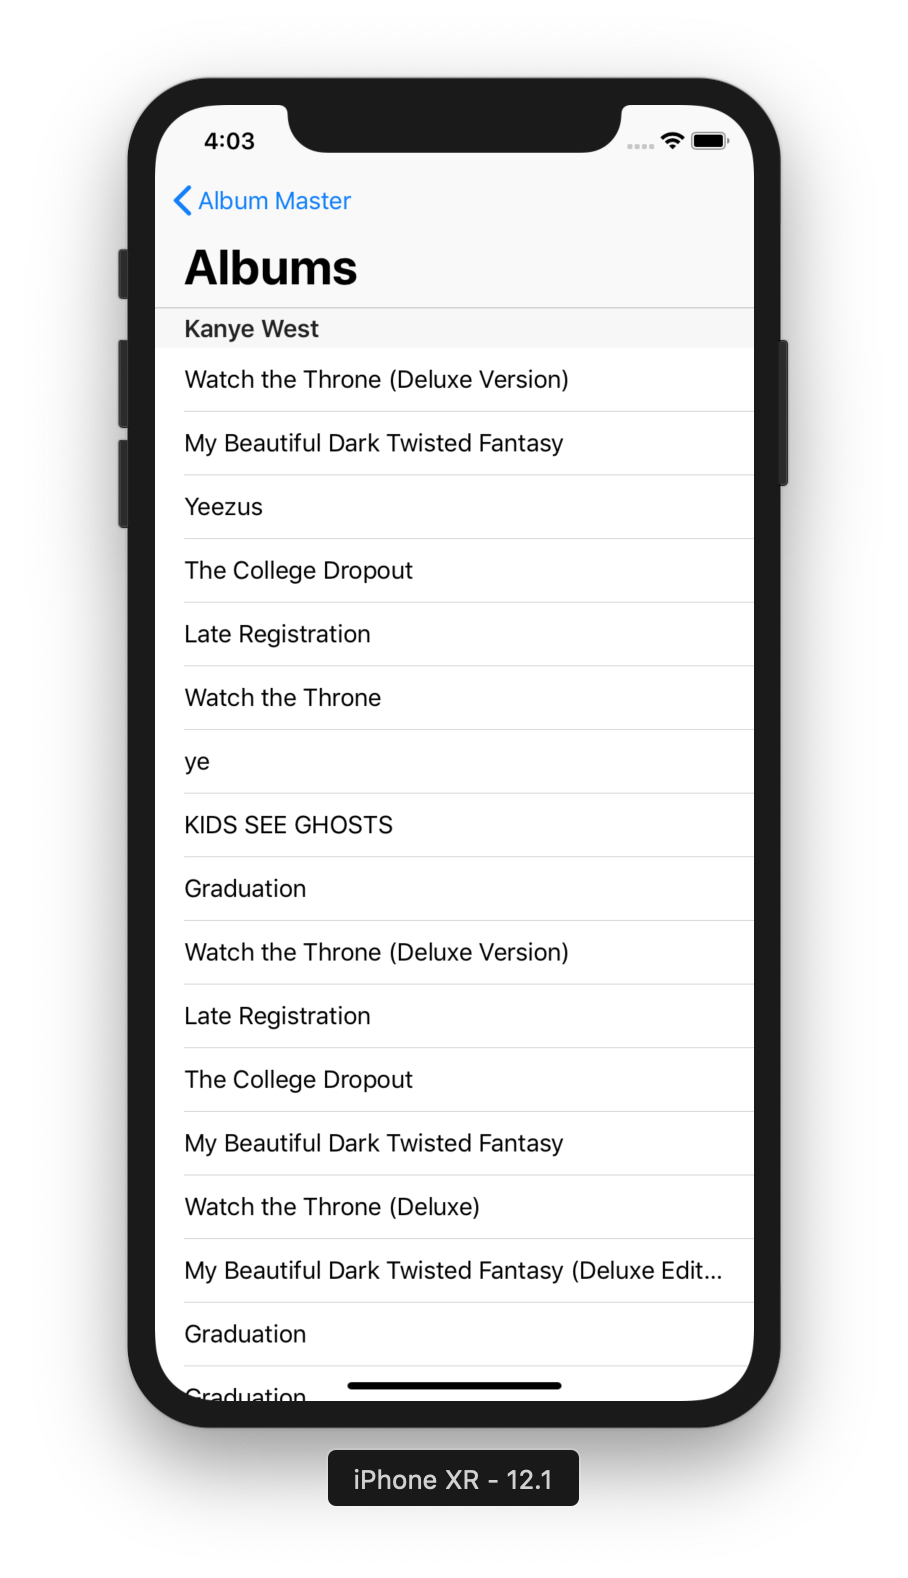 4:03
Album Master
Albums
Kanye West
Watch the Throne (Deluxe Version)
My Beautiful Dark Twisted Fantasy
Yeezus
The College Dropout
Late Registration
Watch the Throne
ye
KIDS SEE GHOSTS
Graduation
Watch the Throne (Deluxe Version)
Late Registration
The College Dropout
My Beautiful Dark Twisted Fantasy
Watch the Throne (Deluxe)
My Beautiful Dark Twisted Fantasy (Deluxe Edit...
Graduation
Graduation
iPhone XR - 12.1